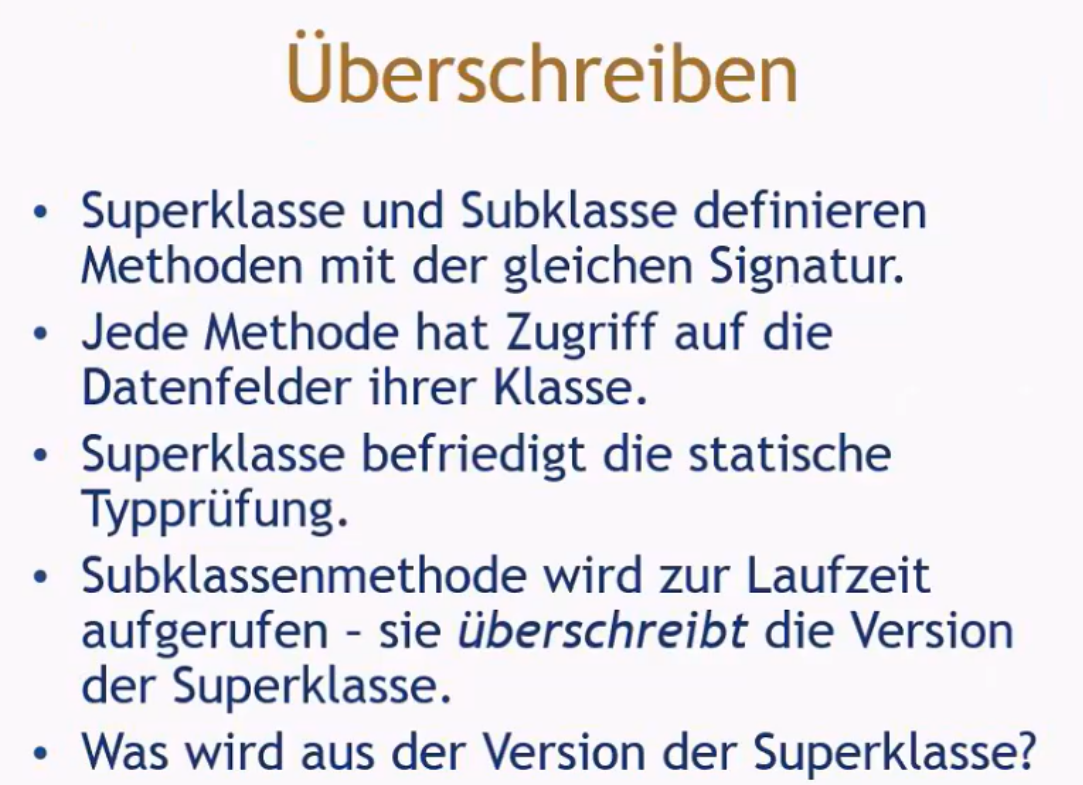 Überschreiben
• Superklasse und Subklasse definieren
Methoden mit der gleichen Signatur.
• Jede Methode hat Zugriff auf die
Datenfelder ihrer Klasse.
• Superklasse befriedigt die statische
Typprüfung.
• Subklassenmethode wird zur Laufzeit
aufgerufen – sie überschreibt die Version
der Superklasse.
• Was wird aus der Version der Superklasse?